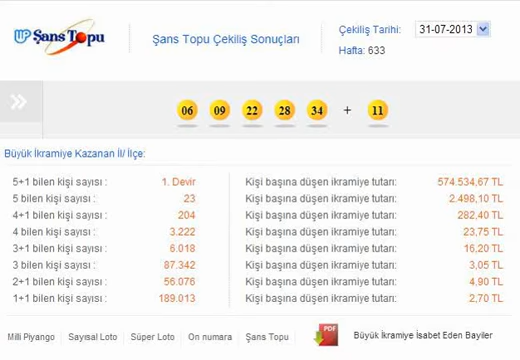 Şans Topu
Şans Topu Çekiliş Sonuçları
Çekiliş Tarihi: 31-07-2013
Hafta: 633
06 09 22 28 34 + 11
Büyük İkramiye Kazanan İl/ İlçe:
5+1 bilen kişi sayısı : 1. Devir Kişi başına düşen ikramiye tutarı: 574.534,67 TL
5 bilen kişi sayısı : 23 Kişi başına düşen ikramiye tutarı: 2.498,10 TL
4+1 bilen kişi sayısı : 204 Kişi başına düşen ikramiye tutarı: 282,40 TL
4 bilen kişi sayısı : 3.222 Kişi başına düşen ikramiye tutarı: 23,75 TL
3+1 bilen kişi sayısı : 6.018 Kişi başına düşen ikramiye tutarı: 16,20 TL
3 bilen kişi sayısı : 87.342 Kişi başına düşen ikramiye tutarı: 3,05 TL
2+1 bilen kişi sayısı : 56.076 Kişi başına düşen ikramiye tutarı: 4,90 TL
1+1 bilen kişi sayısı : 189.013 Kişi başına düşen ikramiye tutarı: 2,70 TL
Milli Piyango Sayısal Loto Süper Loto On numara Şans Topu PDF Büyük İkramiye İsabet Eden Bayiler